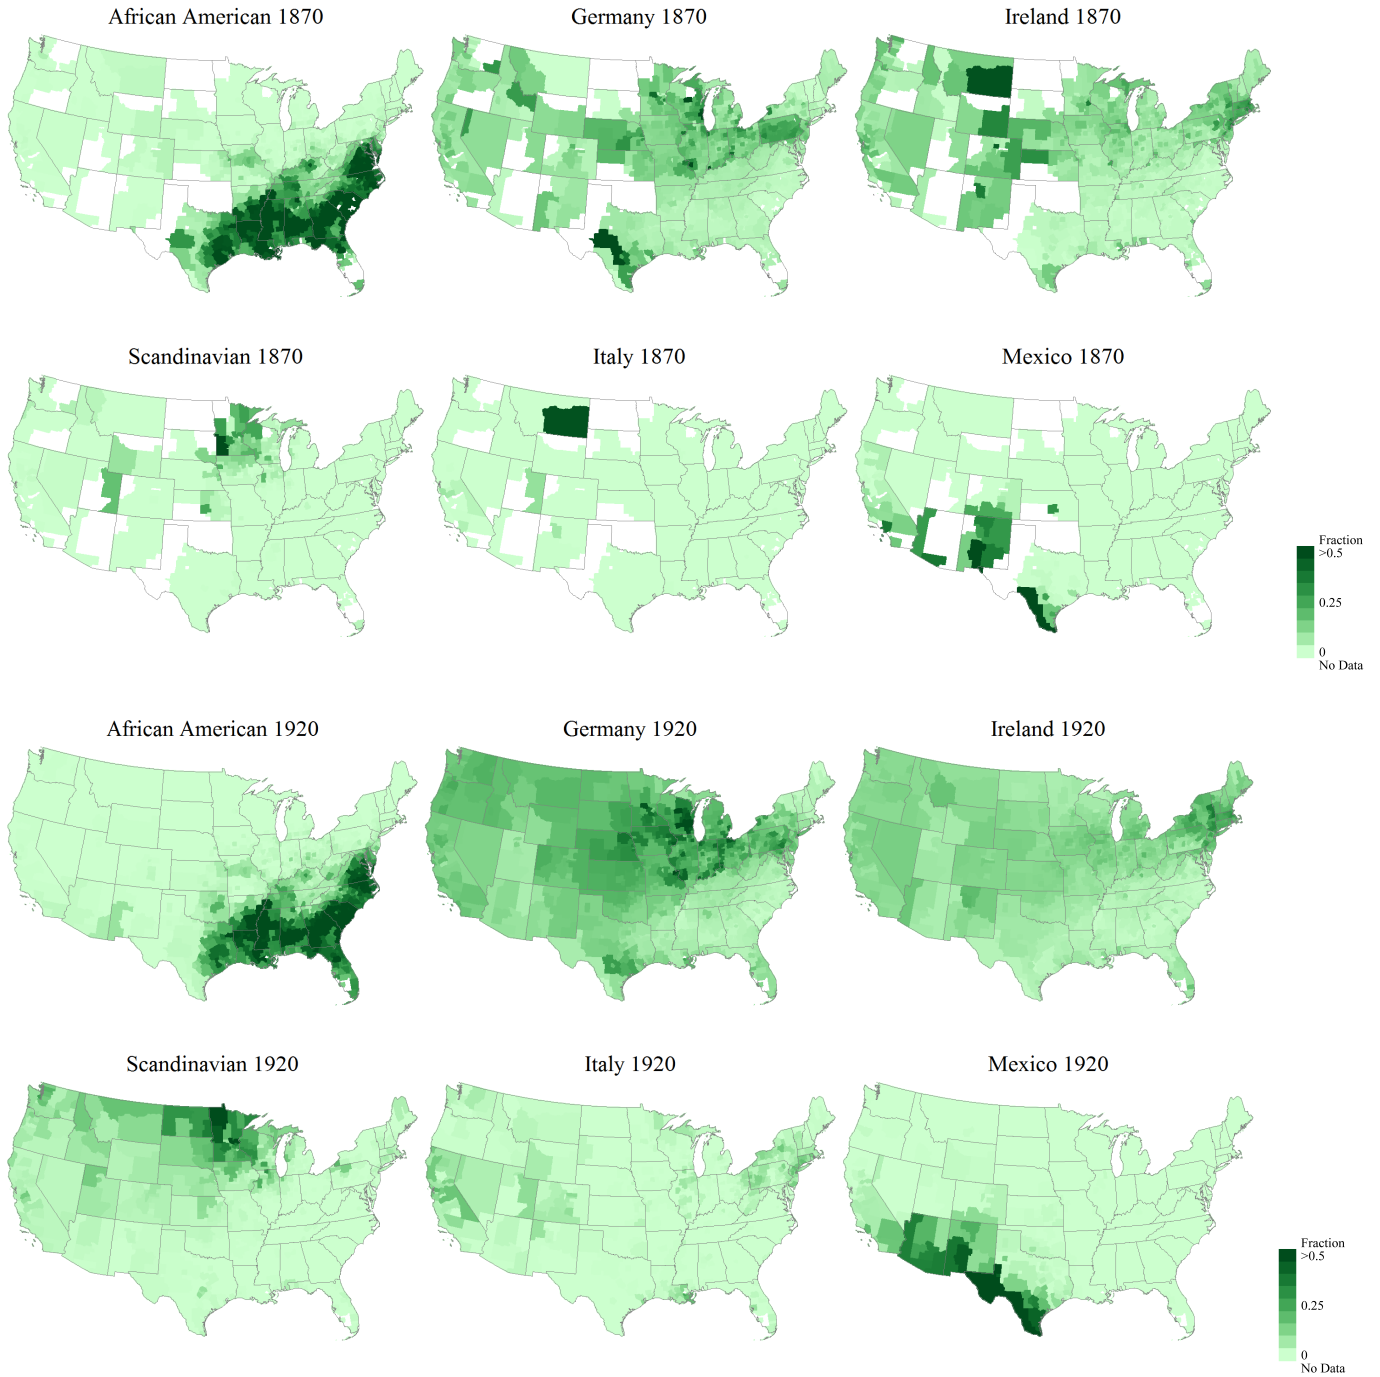 African American 1870
Germany 1870
Ireland 1870
Scandinavian 1870
Italy 1870
Mexico 1870
Fraction
>0.5
0.25
0
No Data
African American 1920
Germany 1920
Ireland 1920
Scandinavian 1920
Italy 1920
Mexico 1920
Fraction
>0.5
0.25
0
No Data